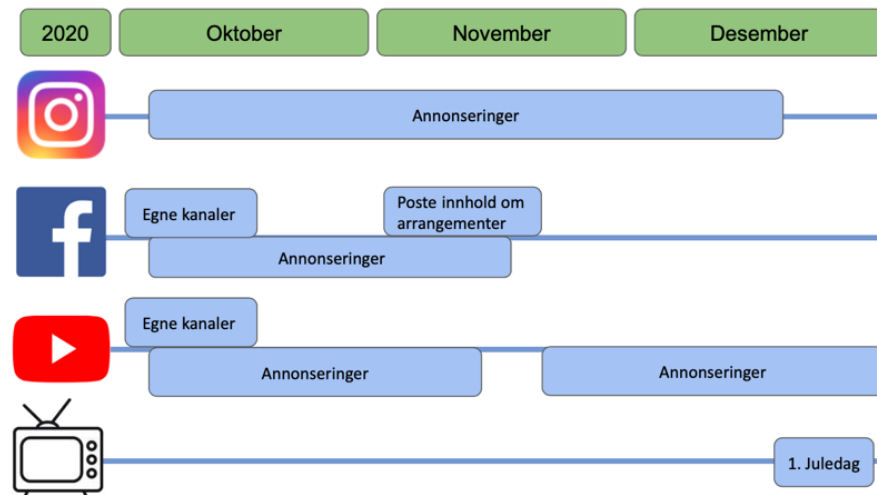 2020
Oktober
November
Desember
Annonseringer
Egne kanaler
Poste innhold om
arrangementer
Annonseringer
Egne kanaler
Annonseringer
Annonseringer
1. Juledag